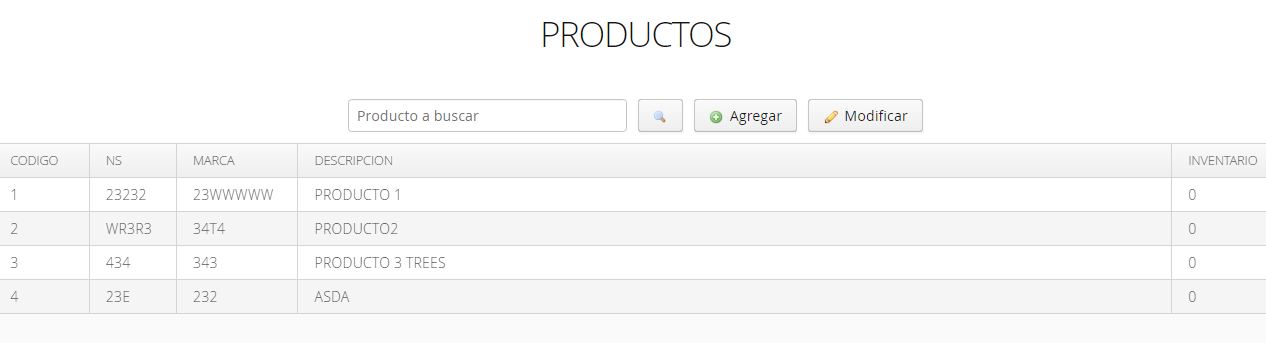 PRODUCTOS
Producto a buscar Agregar Modificar
CODIGO NS MARCA DESCRIPCION INVENTARIO
1 23232 23WWWWW PRODUCTO 1 0
2 WR3R3 34T4 PRODUCTO2 0
3 434 343 PRODUCTO 3 TREES 0
4 23E 232 ASDA 0